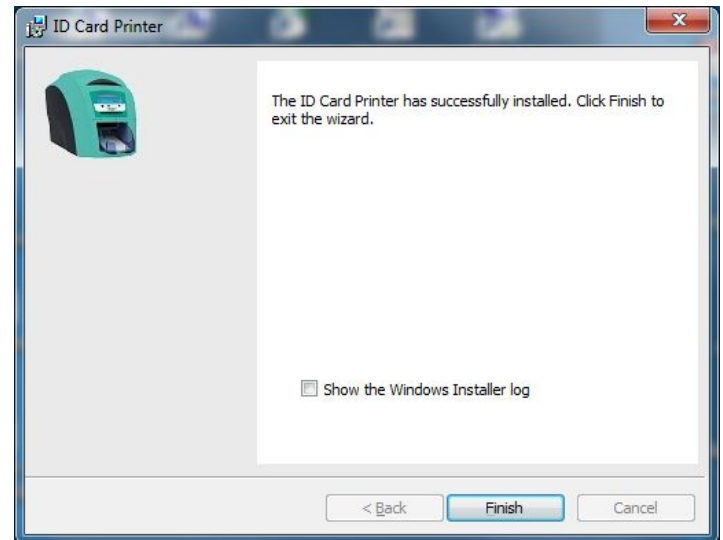 ID Card Printer
The ID Card Printer has successfully installed. Click Finish to
exit the wizard.
Show the Windows Installer log
< Back
Finish
Cancel